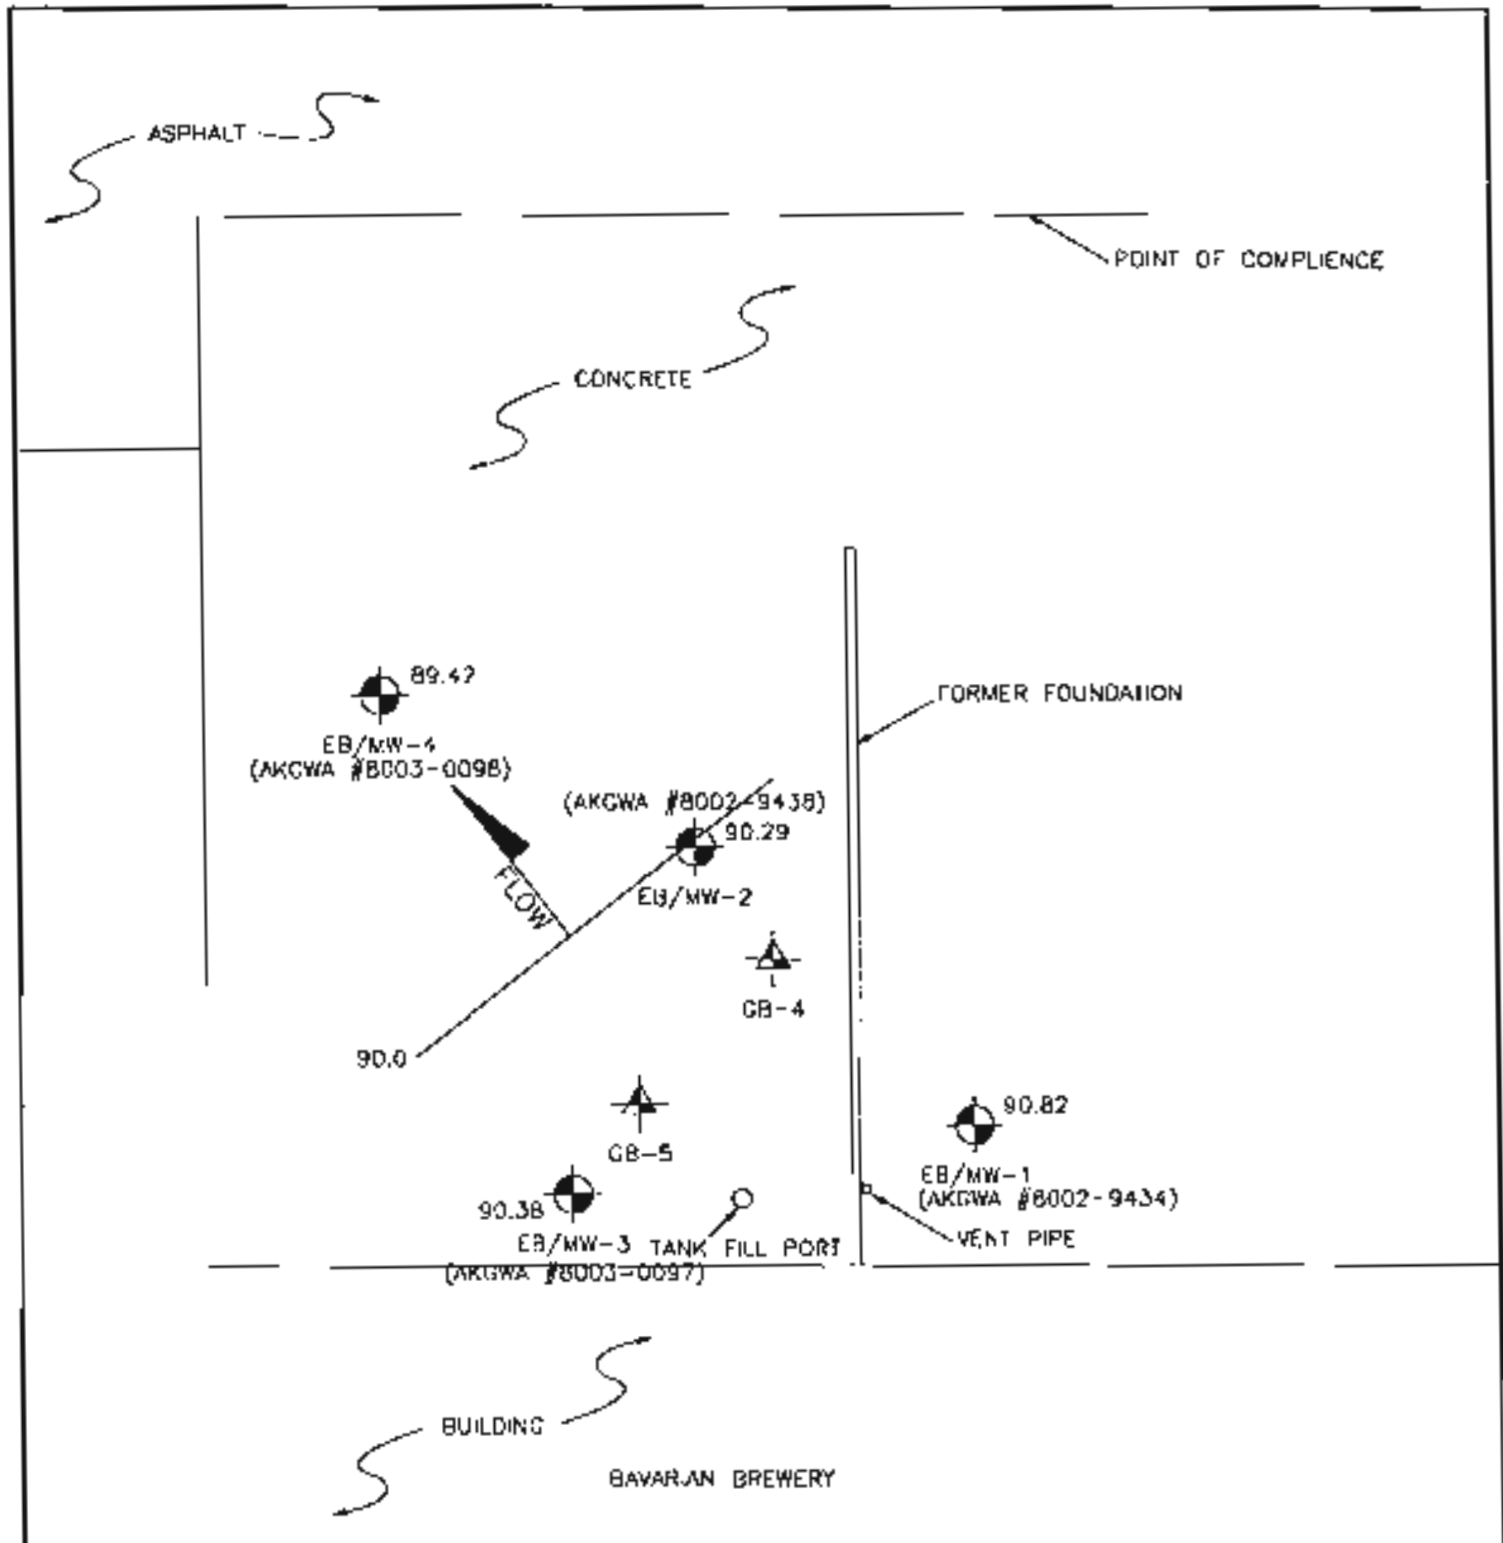 ASPHALT
POINT OF COMPLIENCE
CONCRETE
89.42
EB/MW-4
(AKGWA #8003-0098)
FORMER FOUNDATION
(AKGWA #8002-9438)
90.29
EB/MW-2
FLOW
GB-4
90.0
90.82
GB-5
EB/MW-1
(AKGWA #8002-9434)
90.38
EB/MW-3
TANK FILL PORT
VENT PIPE
(AKGWA #8003-0097)
BUILDING
BAVARIAN BREWERY